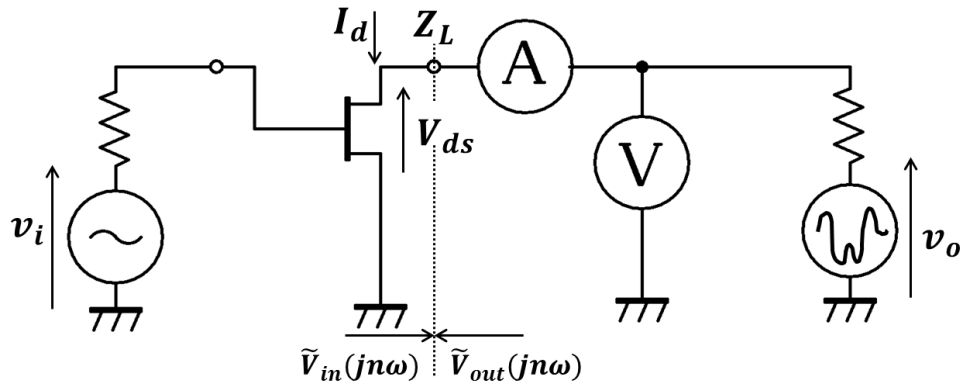 I_d
Z_L
A
V_ds
V
v_i
v_o
Ṽ_in(jnω)
Ṽ_out(jnω)